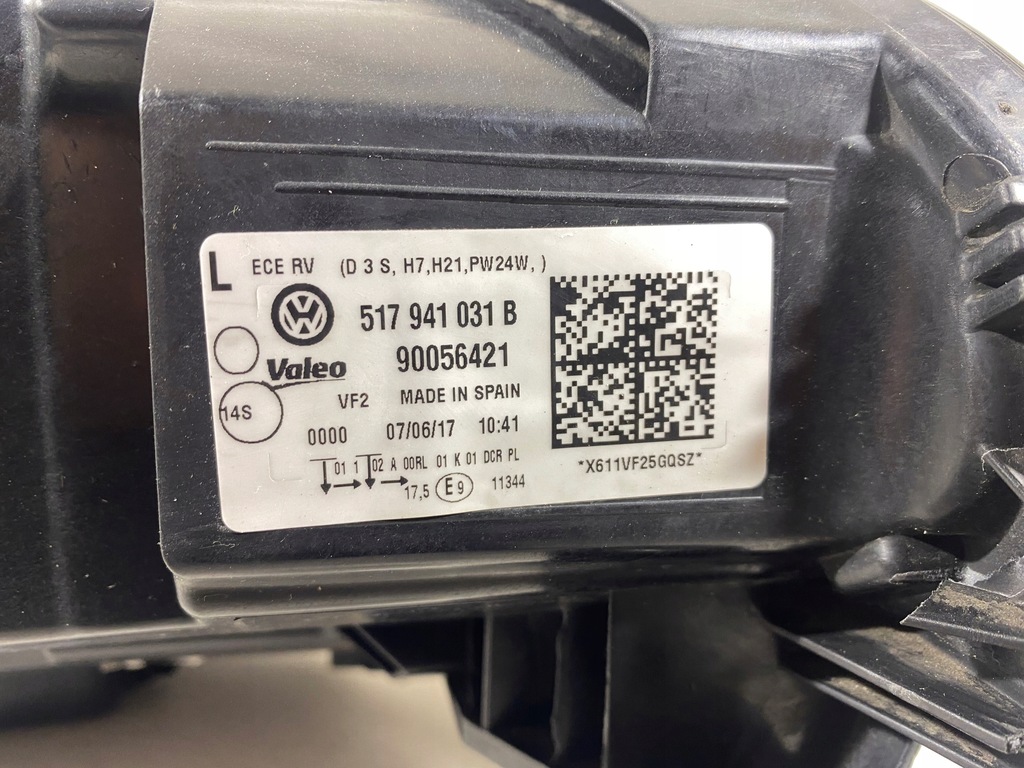 L ECE RV (D 3 S, H7,H21,PW24W, )
517 941 031 B
Valeo 90056421
VF2 MADE IN SPAIN
14S
0000 07/06/17 10:41
01 1 02 A 00RL 01 K 01 DCR PL
17,5 E9 11344
*X611VF25GQSZ*